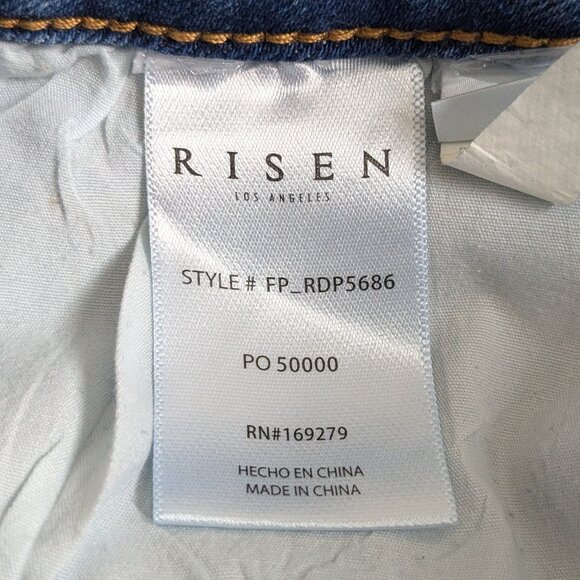 RISEN
LOS ANGELES
STYLE # FP_RDP5686
PO 50000
RN#169279
HECHO EN CHINA
MADE IN CHINA